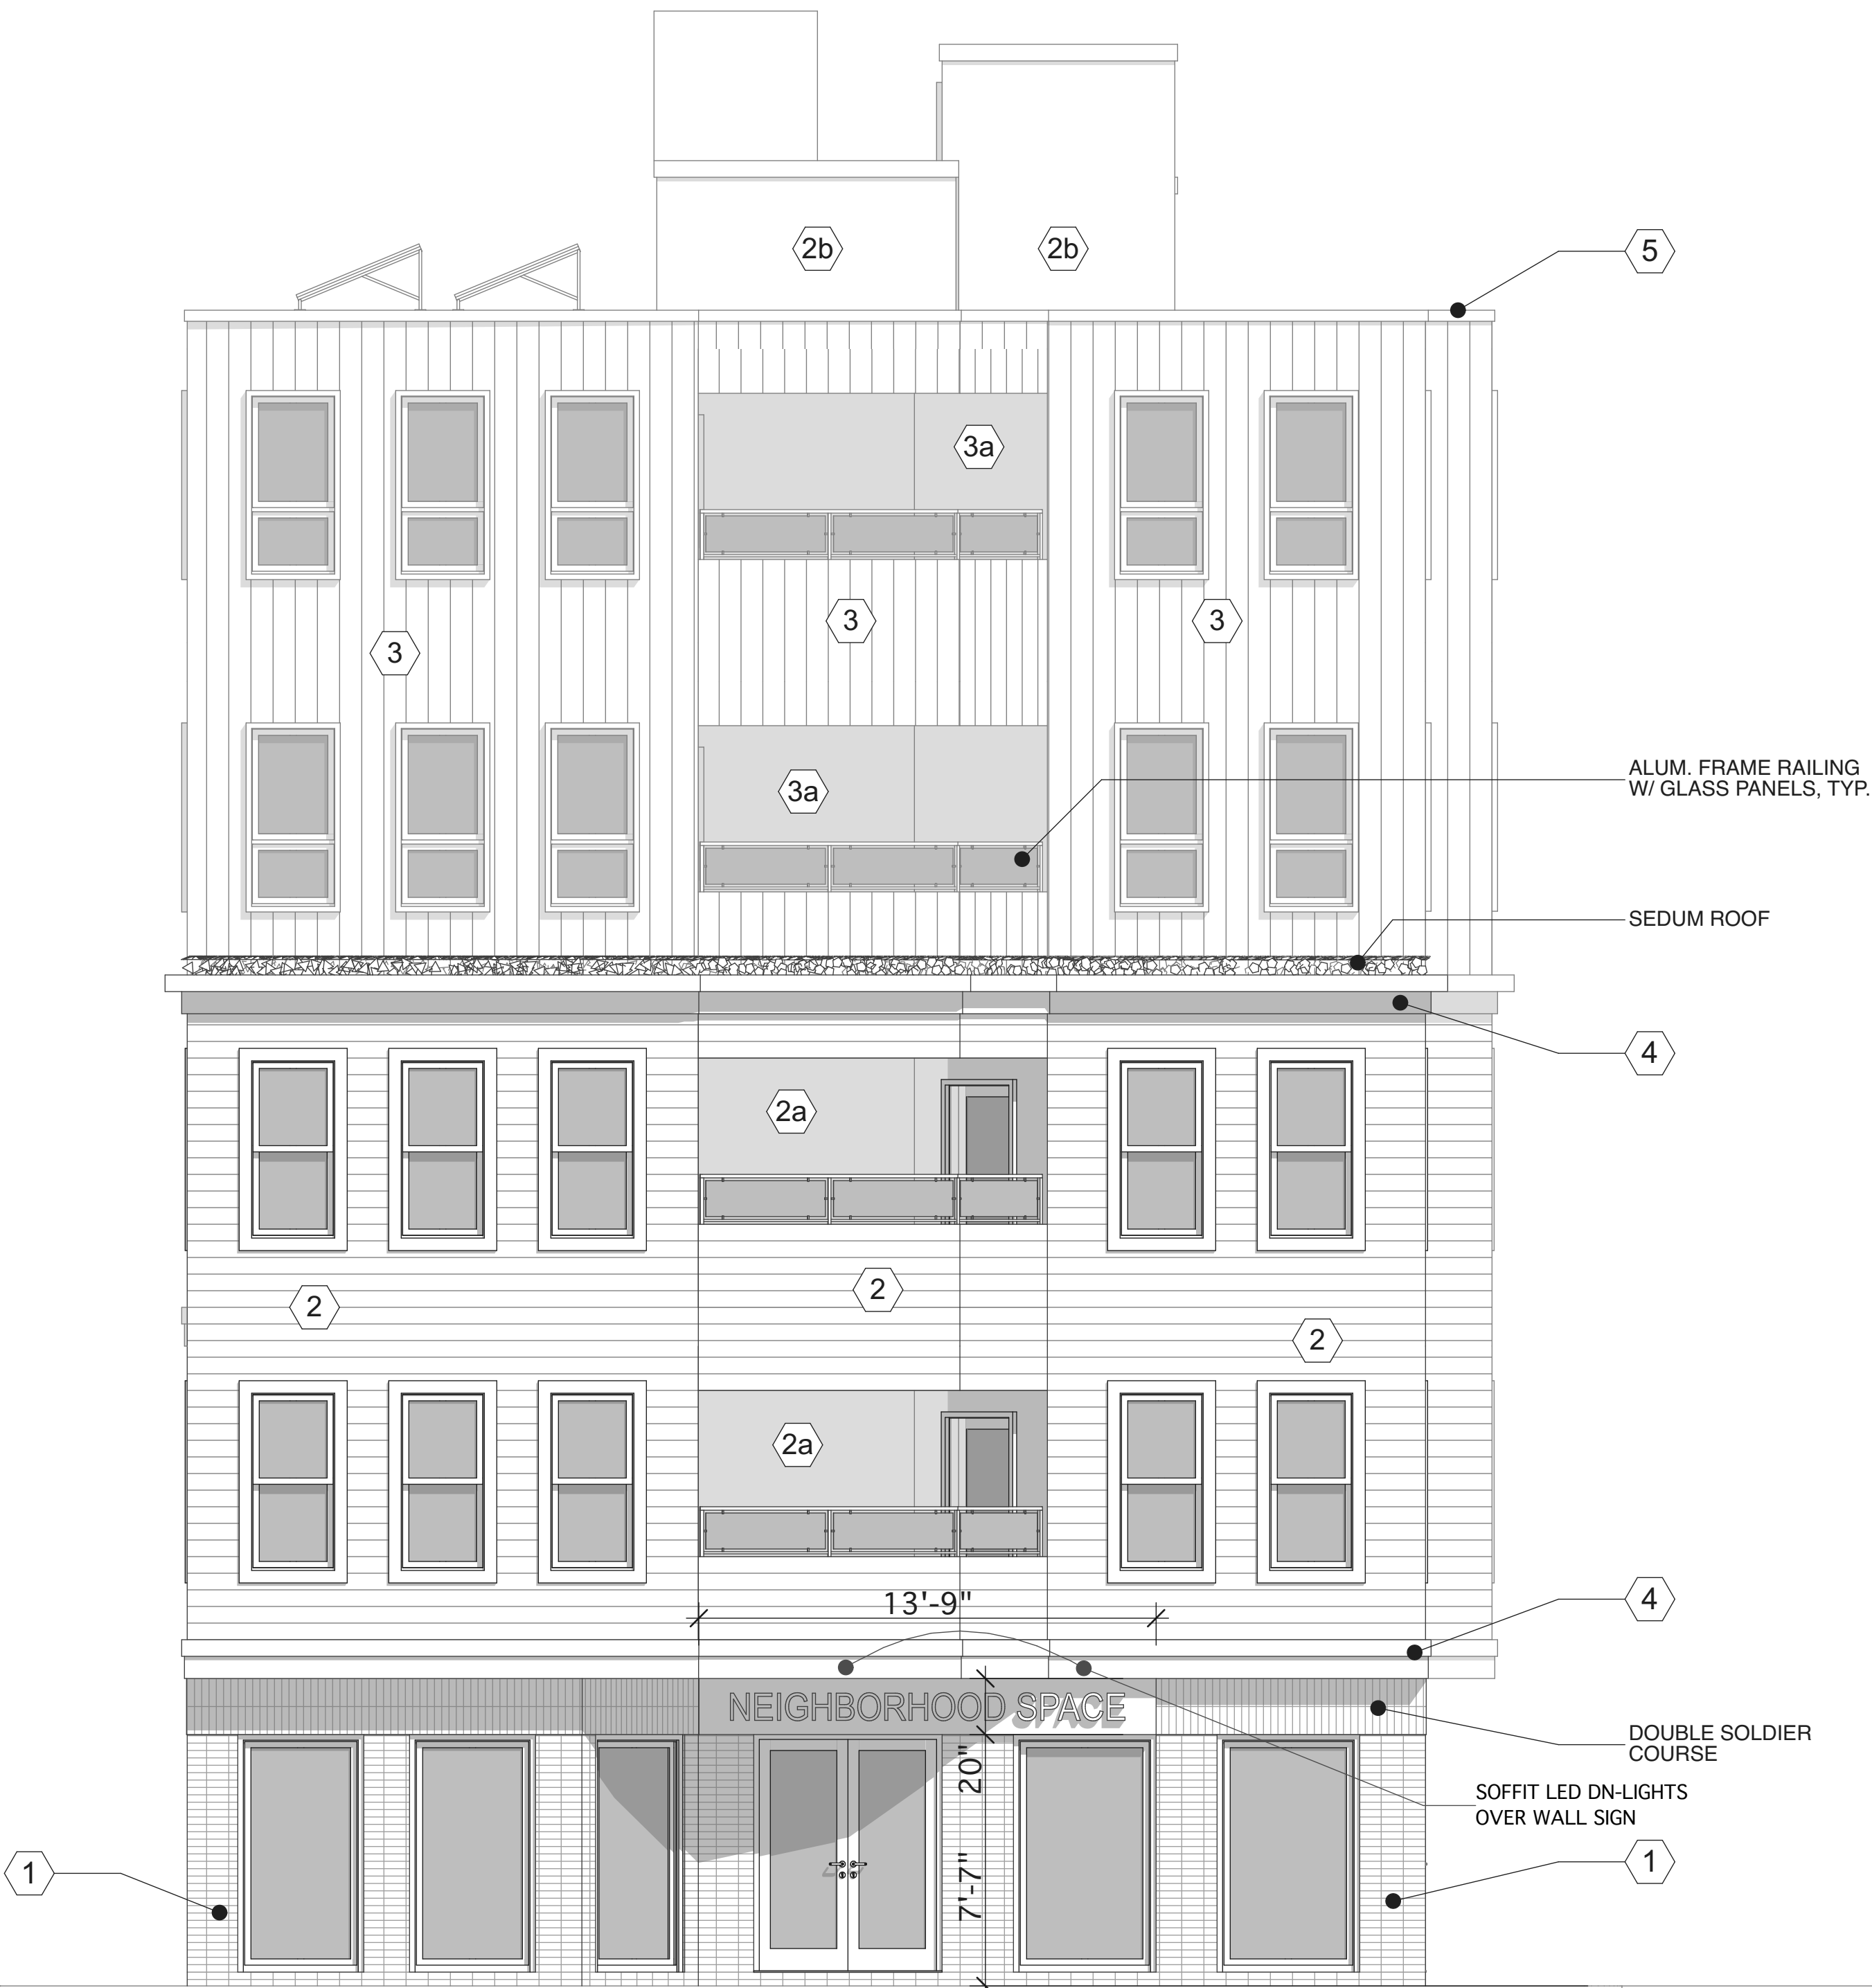 2b
2b
5
3a
3
3
3
ALUM. FRAME RAILING
W/ GLASS PANELS, TYP.
3a
SEDUM ROOF
4
2a
2
2
2
2a
13'-9"
4
NEIGHBORHOOD SPACE
DOUBLE SOLDIER
COURSE
20"
SOFFIT LED DN-LIGHTS
OVER WALL SIGN
7'-7"
1
1